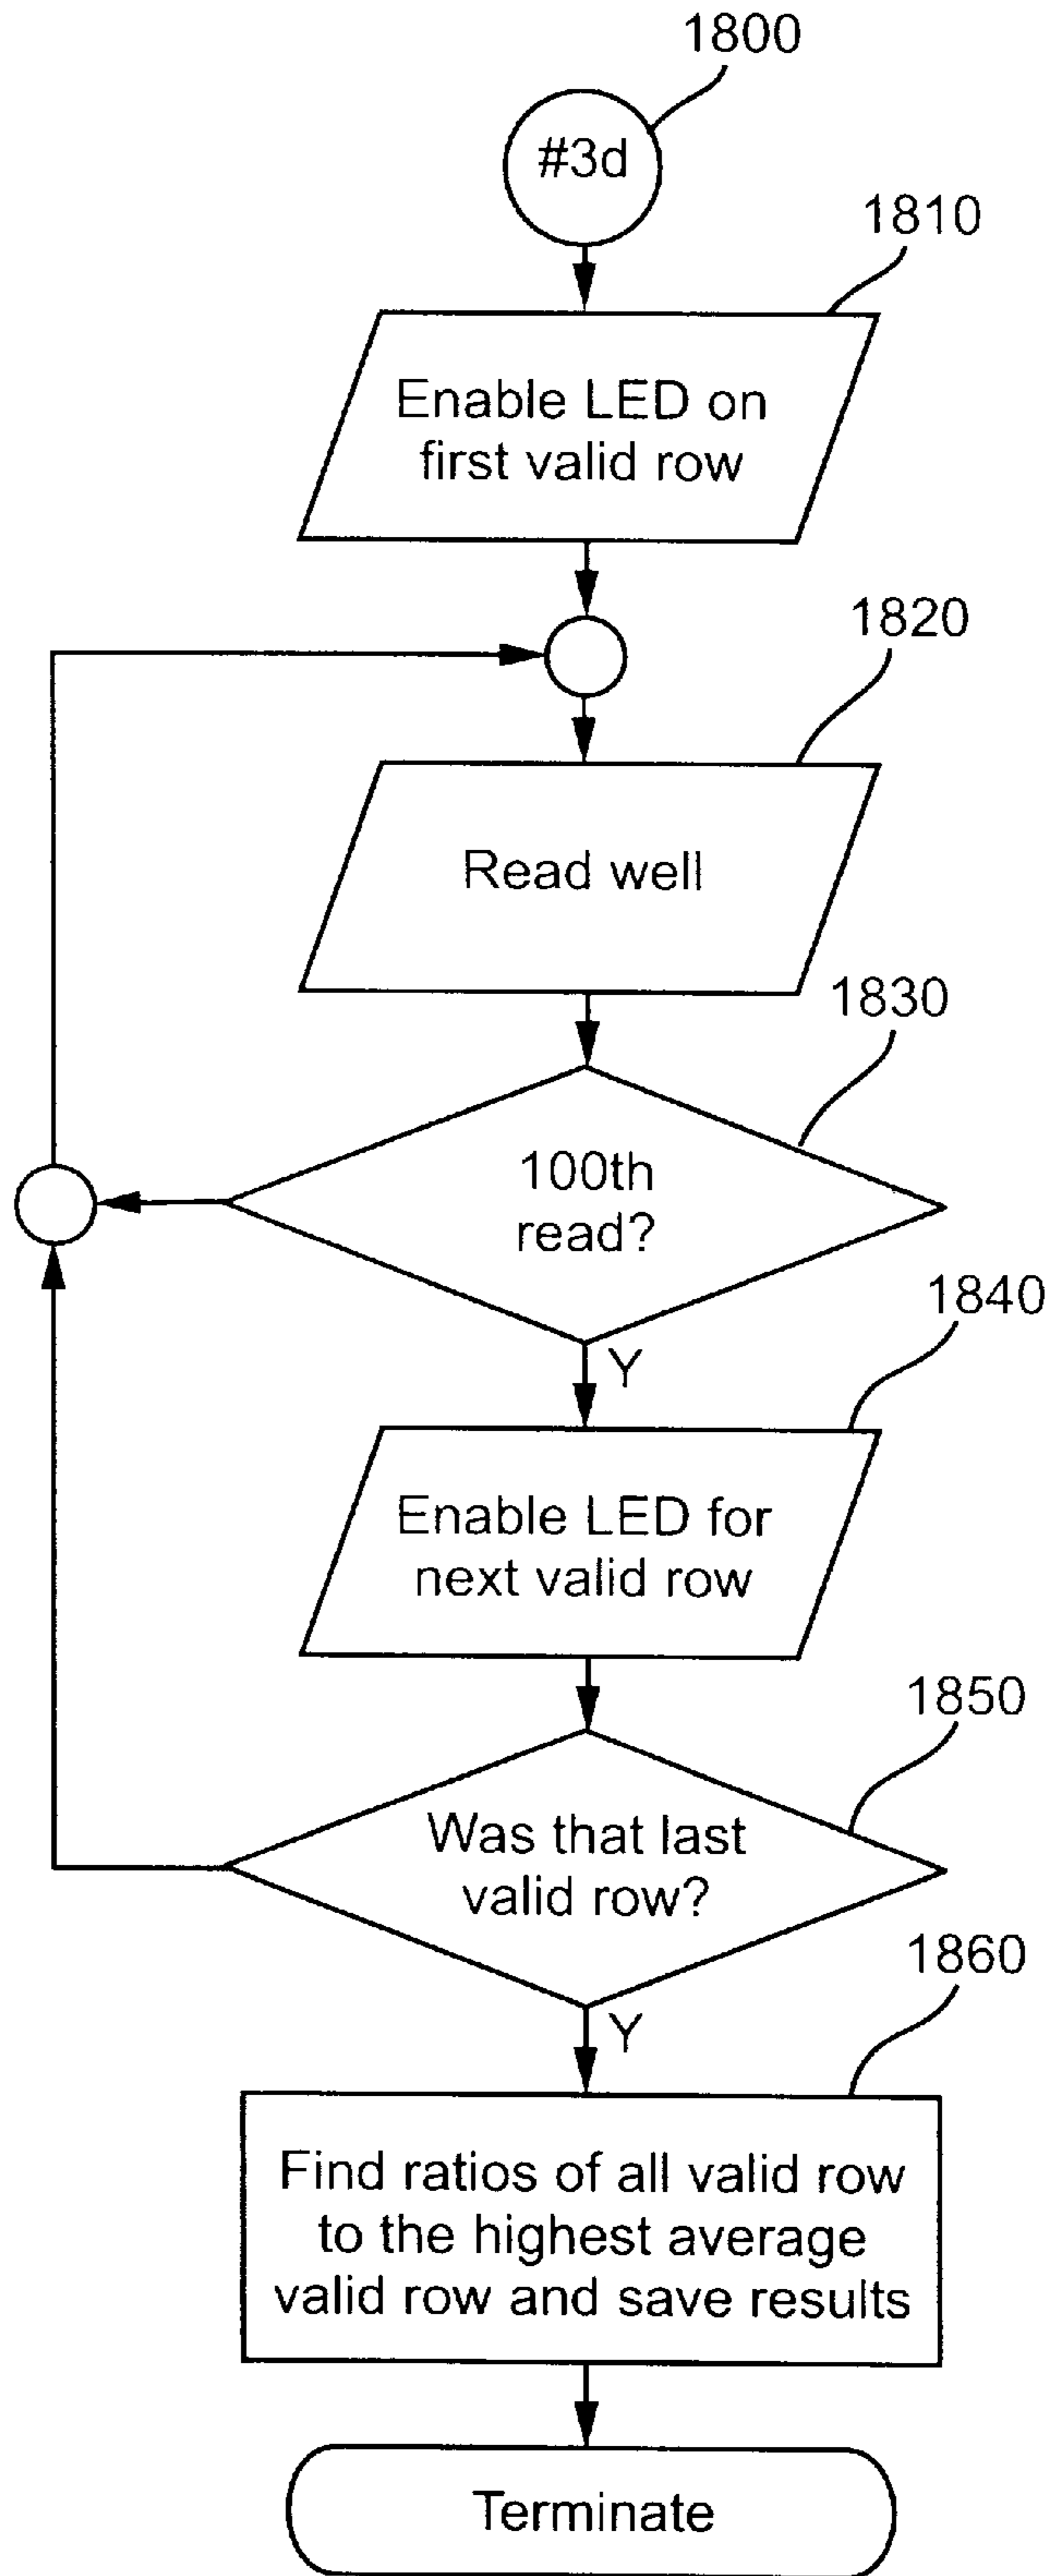 1800
#3d
1810
Enable LED on
first valid row
1820
Read well
1830
100th
read?
1840
Y
Enable LED for
next valid row
1850
Was that last
valid row?
1860
Y
Find ratios of all valid row
to the highest average
valid row and save results
Terminate